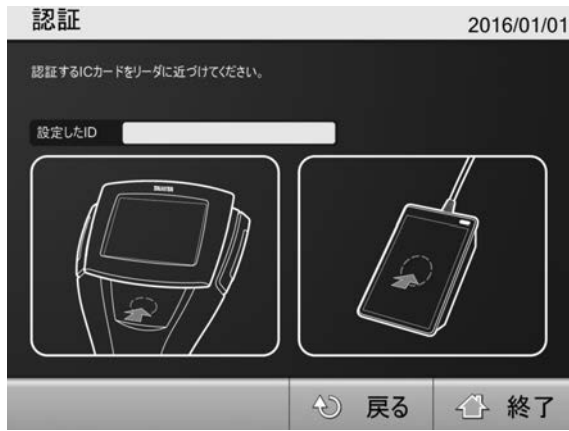 認証
2016/01/01
認証するICカードをリーダに近づけてください。
設定したID
TANITA
戻る
終了